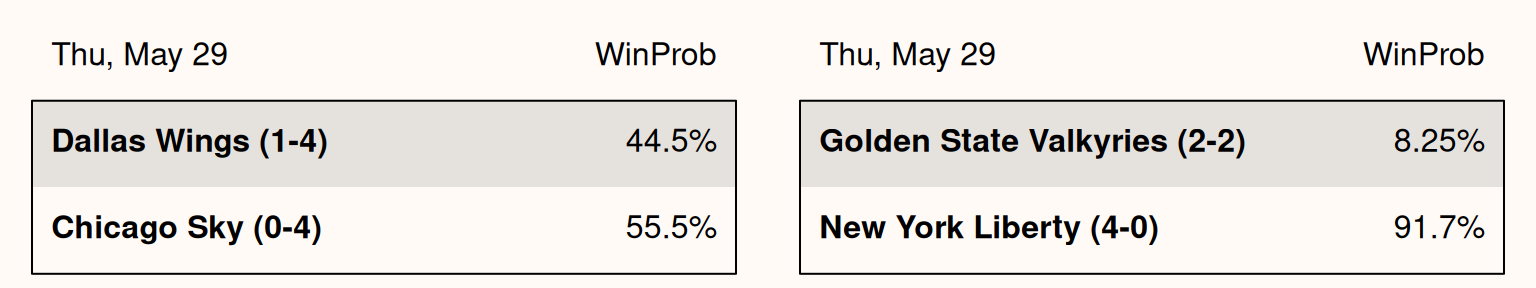 Thu, May 29 WinProb
Dallas Wings (1-4) 44.5%
Chicago Sky (0-4) 55.5%
Thu, May 29 WinProb
Golden State Valkyries (2-2) 8.25%
New York Liberty (4-0) 91.7%